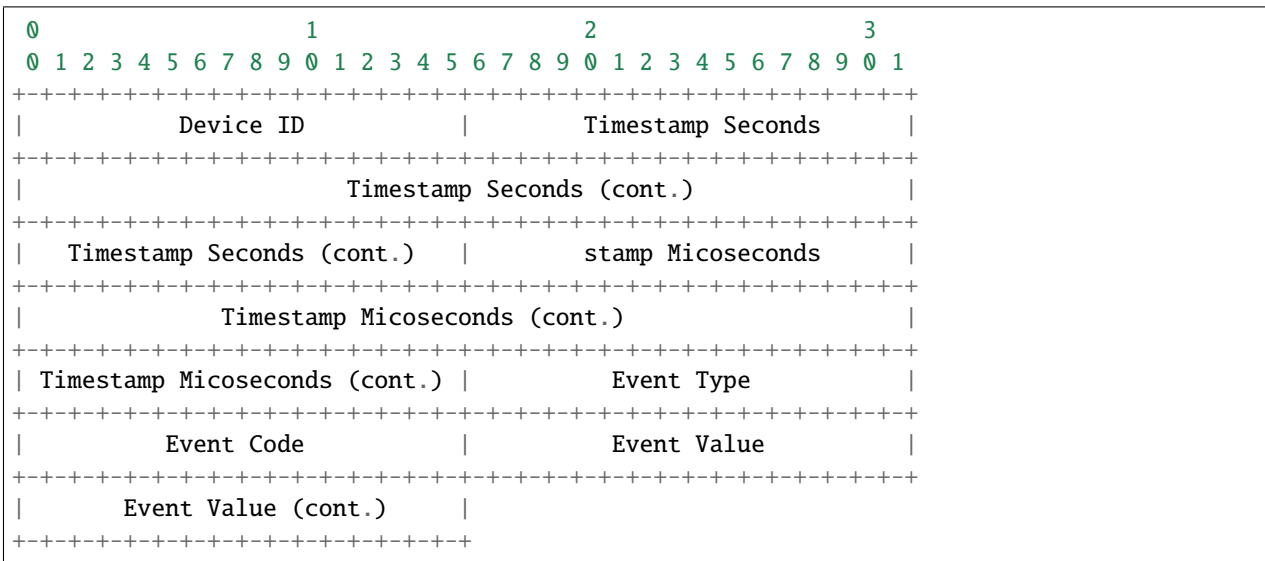 0                   1                   2                   3
0 1 2 3 4 5 6 7 8 9 0 1 2 3 4 5 6 7 8 9 0 1 2 3 4 5 6 7 8 9 0 1
+-+-+-+-+-+-+-+-+-+-+-+-+-+-+-+-+-+-+-+-+-+-+-+-+-+-+-+-+-+-+-+-+
|           Device ID           |        Timestamp Seconds      |
+-+-+-+-+-+-+-+-+-+-+-+-+-+-+-+-+-+-+-+-+-+-+-+-+-+-+-+-+-+-+-+-+
|                       Timestamp Seconds (cont.)               |
+-+-+-+-+-+-+-+-+-+-+-+-+-+-+-+-+-+-+-+-+-+-+-+-+-+-+-+-+-+-+-+-+
|   Timestamp Seconds (cont.)   |        stamp Micoseconds      |
+-+-+-+-+-+-+-+-+-+-+-+-+-+-+-+-+-+-+-+-+-+-+-+-+-+-+-+-+-+-+-+-+
|              Timestamp Micoseconds (cont.)                    |
+-+-+-+-+-+-+-+-+-+-+-+-+-+-+-+-+-+-+-+-+-+-+-+-+-+-+-+-+-+-+-+-+
| Timestamp Micoseconds (cont.) |          Event Type           |
+-+-+-+-+-+-+-+-+-+-+-+-+-+-+-+-+-+-+-+-+-+-+-+-+-+-+-+-+-+-+-+-+
|          Event Code           |          Event Value          |
+-+-+-+-+-+-+-+-+-+-+-+-+-+-+-+-+-+-+-+-+-+-+-+-+-+-+-+-+-+-+-+-+
|       Event Value (cont.)     |
+-+-+-+-+-+-+-+-+-+-+-+-+-+-+-+-+